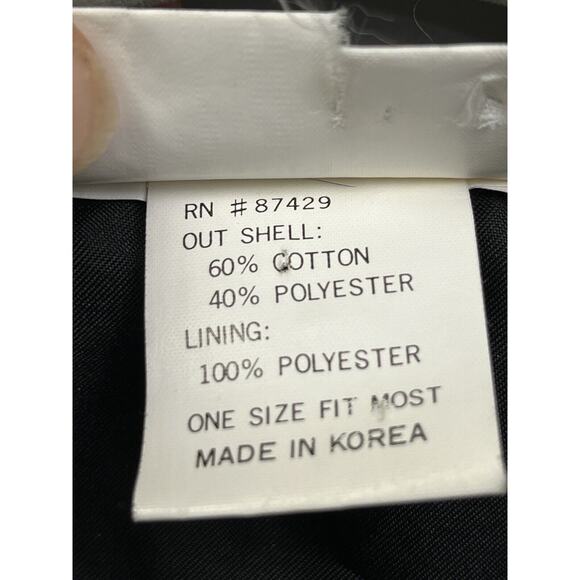 RN # 87429
OUT SHELL:
60% COTTON
40% POLYESTER
LINING:
100% POLYESTER
ONE SIZE FIT MOST
MADE IN KOREA